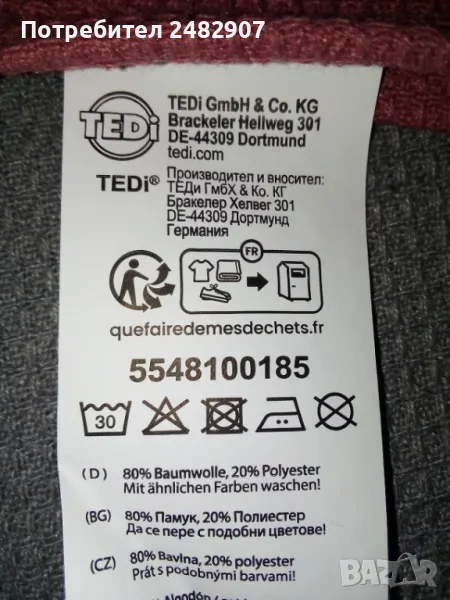 Потребител 2482907
TEDi
TEDi GmbH & Co. KG
Brackeler Hellweg 301
DE-44309 Dortmund
tedi.com
TEDi®
Производител и вносител:
ТЕДи ГмбХ & Ко. КГ
Бракелер Хелвег 301
DE-44309 Дортмунд
Германия
FR
quefairedemesdechets.fr
5548100185
30
(D) 80% Baumwolle, 20% Polyester
Mit ähnlichen Farben waschen!
(BG) 80% Памук, 20% Полиестер
Да се пере с подобни цветове!
(CZ) 80% Bavlna, 20% polyester
Prát s podobnými barvami!
Algodón
BAZAR